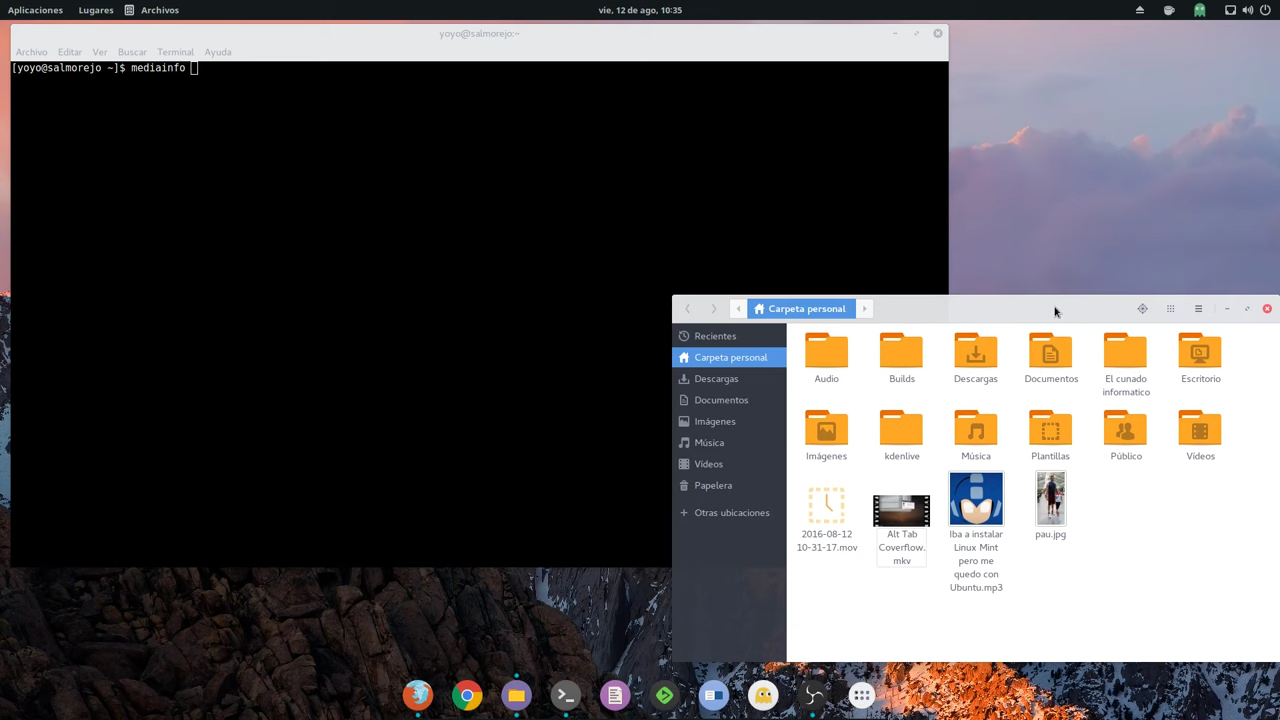 Aplicaciones Lugares Archivos vie, 12 de ago, 10:35
yoyo@salmorejo:~
Archivo Editar Ver Buscar Terminal Ayuda
[yoyo@salmorejo ~]$ mediainfo
Carpeta personal
Recientes
Carpeta personal
Descargas
Documentos
Imágenes
Música
Vídeos
Papelera
Otras ubicaciones
Audio Builds Descargas Documentos El cunado Escritorio
informatico
Imágenes kdenlive Música Plantillas Público Vídeos
2016-08-12 Alt Tab Iba a instalar pau.jpg
10-31-17.mov Coverflow. Linux Mint
mkv pero me
quedo con
Ubuntu.mp3